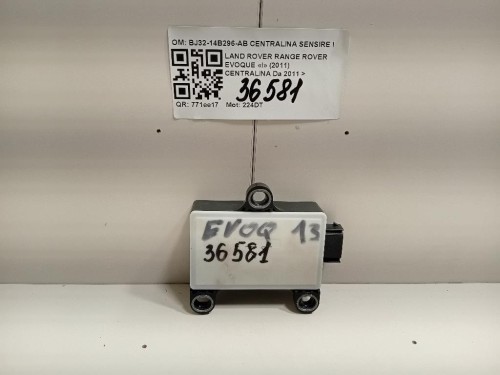 OM: BJ32-14B296-AB CENTRALINA SENSIRE I
LAND ROVER RANGE ROVER
EVOQUE «I» (2011)
CENTRALINA Da 2011 >
36581
QR: 771ee17 Mot: 224DT
EVOQ 13
36581